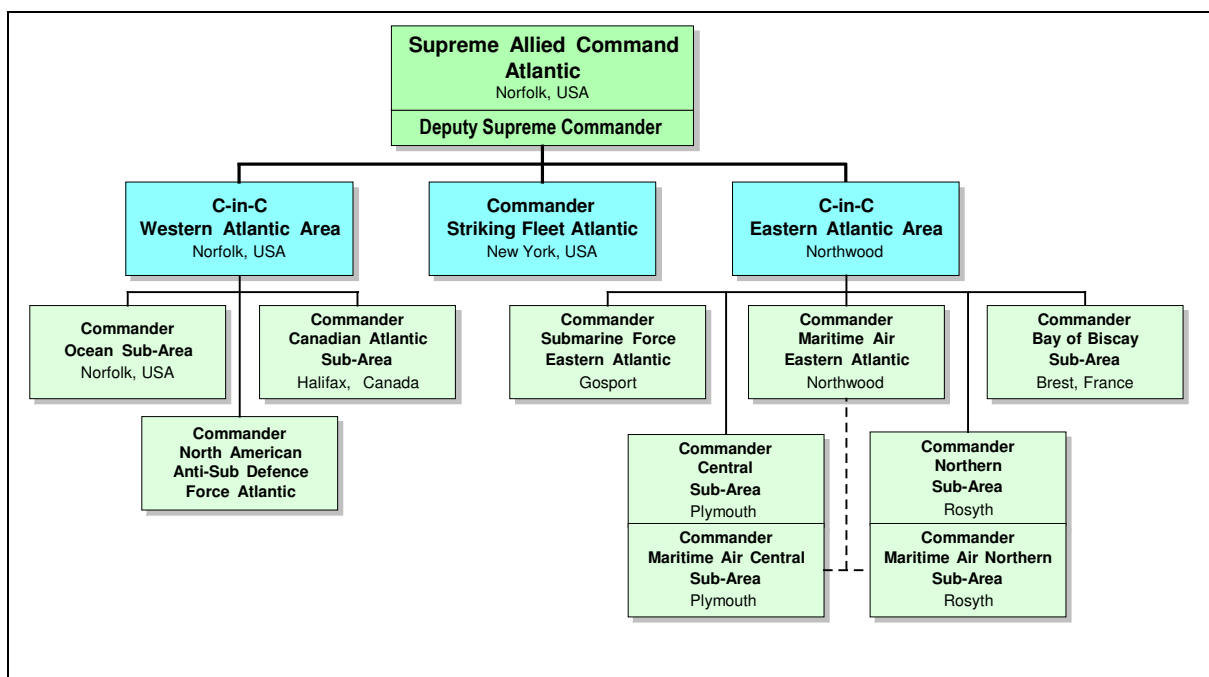 Supreme Allied Command
Atlantic
Norfolk, USA
Deputy Supreme Commander
C-in-C
Western Atlantic Area
Norfolk, USA
Commander
Striking Fleet Atlantic
New York, USA
C-in-C
Eastern Atlantic Area
Northwood
Commander
Ocean Sub-Area
Norfolk, USA
Commander
Canadian Atlantic
Sub-Area
Halifax, Canada
Commander
Submarine Force
Eastern Atlantic
Gosport
Commander
Maritime Air
Eastern Atlantic
Northwood
Commander
Bay of Biscay
Sub-Area
Brest, France
Commander
North American
Anti-Sub Defence
Force Atlantic
Commander
Central
Sub-Area
Plymouth
Commander
Northern
Sub-Area
Rosyth
Commander
Maritime Air Central
Sub-Area
Plymouth
Commander
Maritime Air Northern
Sub-Area
Rosyth